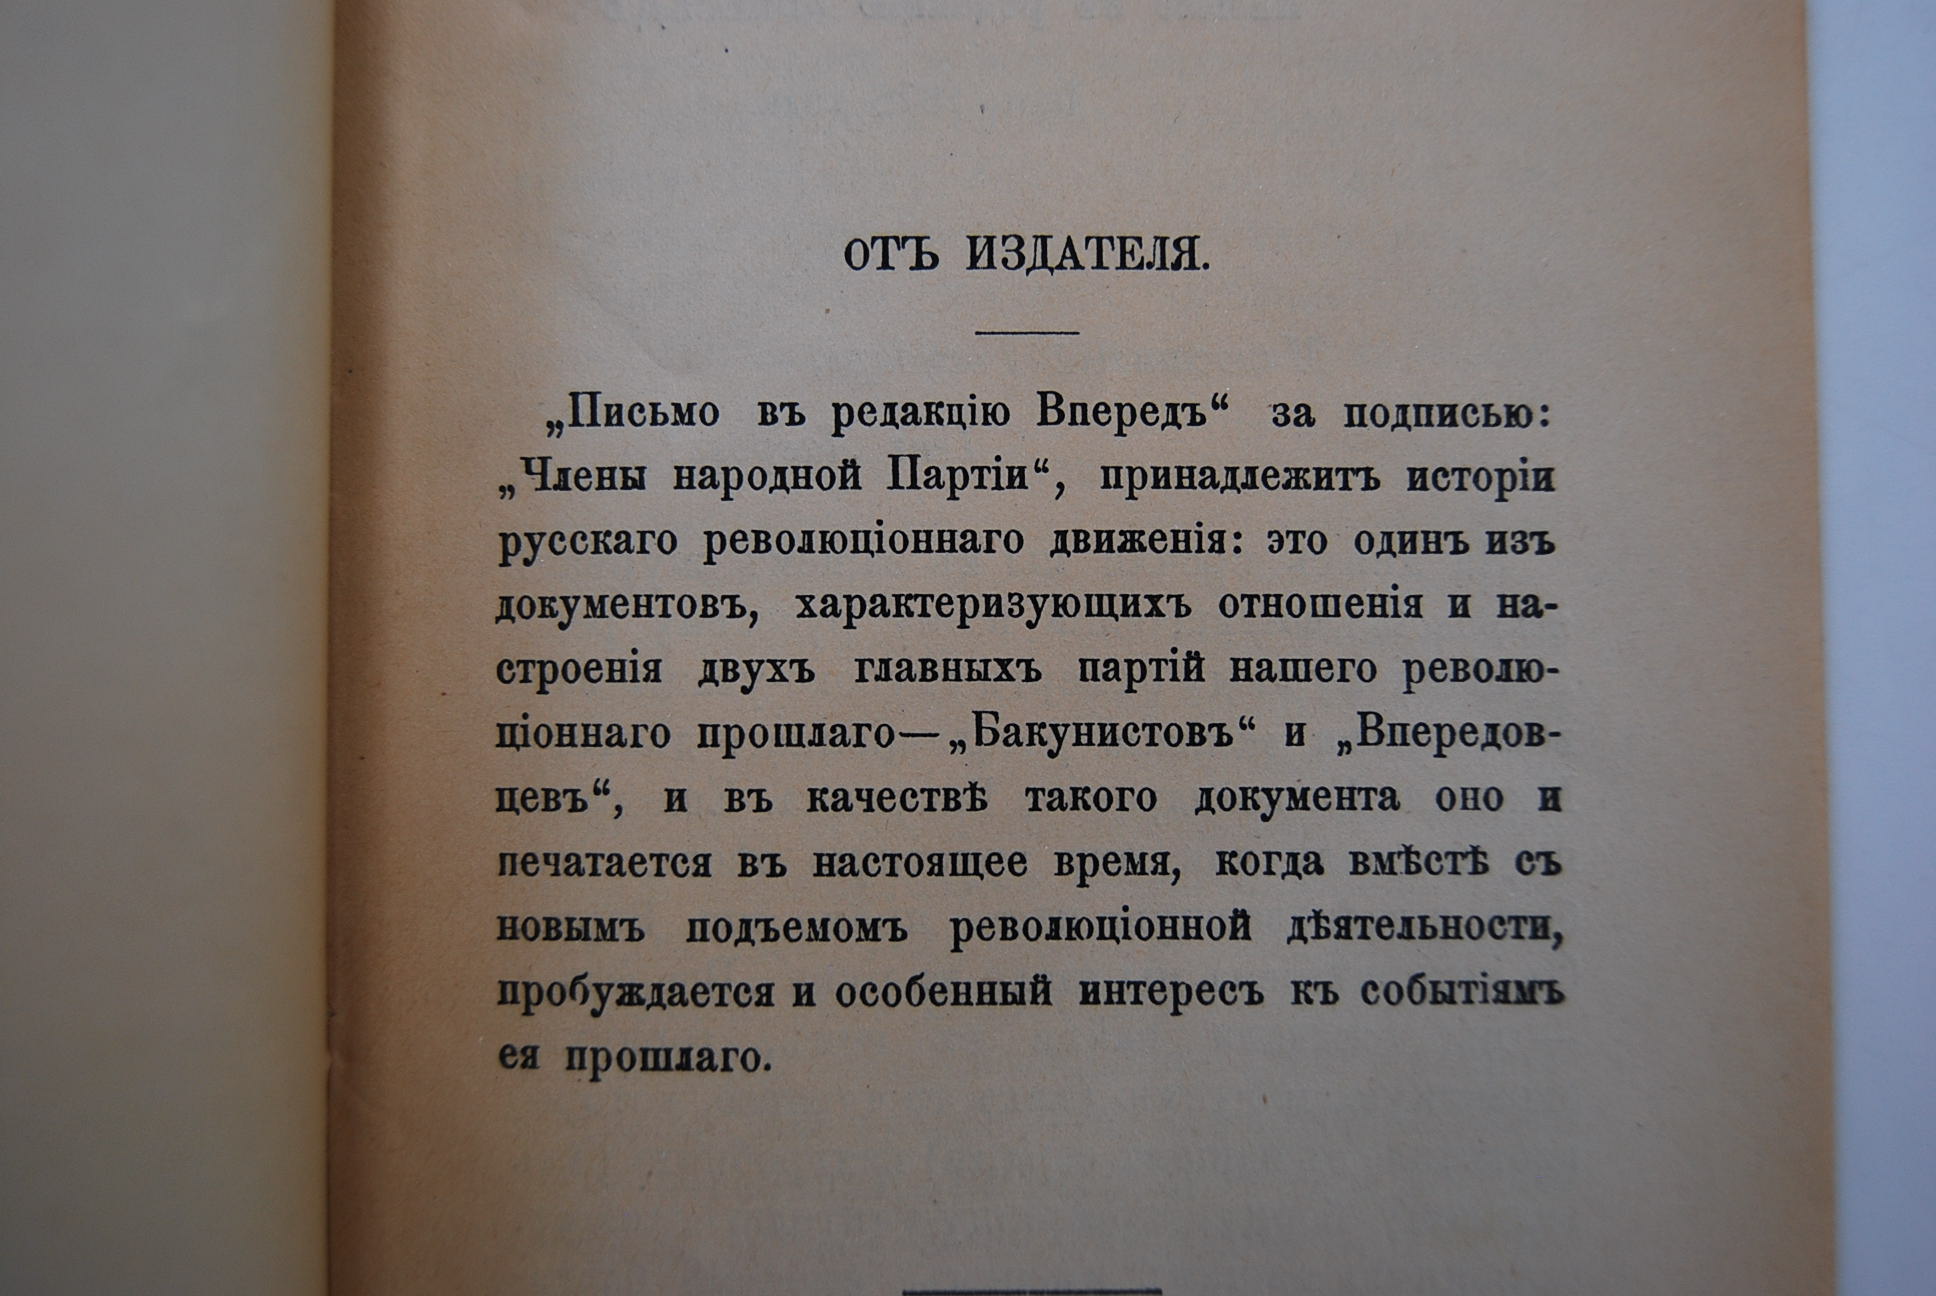 ОТЪ ИЗДАТЕЛЯ.
„Письмо въ редакцію Впередъ“ за подписью:
„Члены народной Партіи“, принадлежитъ исторіи
русскаго революціоннаго движенія: это одинъ изъ
документовъ, характеризующихъ отношенія и на-
строенія двухъ главныхъ партій нашего револю-
ціоннаго прошлаго—„Бакунистовъ“ и „Впередов-
цевъ“, и въ качествѣ такого документа оно и
печатается въ настоящее время, когда вмѣстѣ съ
новымъ подъемомъ революціонной дѣятельности,
пробуждается и особенный интересъ къ событіямъ
ея прошлаго.